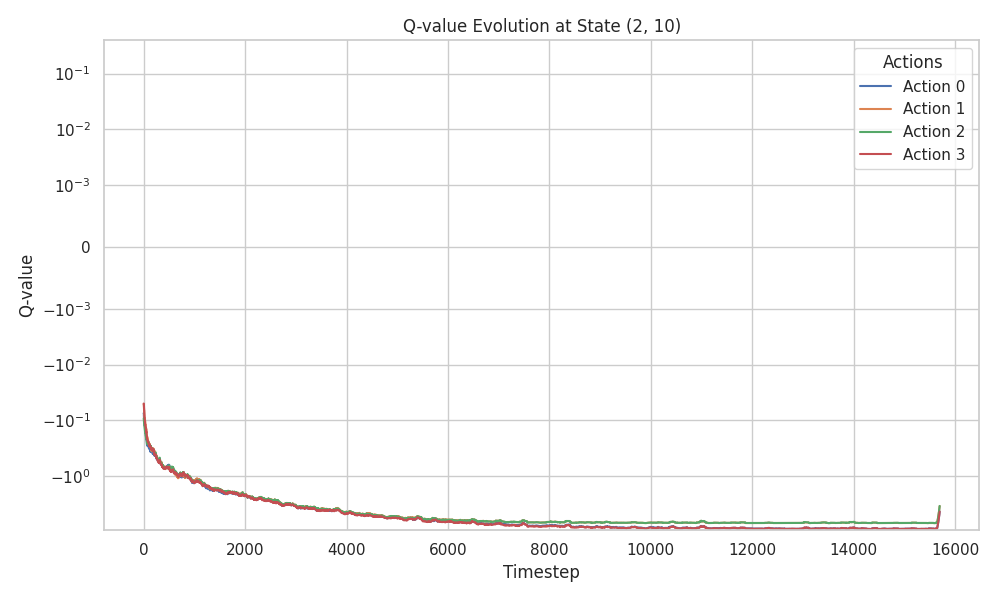 Q-value Evolution at State (2, 10)
Q-value
10⁻¹
10⁻²
10⁻³
0
−10⁻³
−10⁻²
−10⁻¹
−10⁰
Actions
Action 0
Action 1
Action 2
Action 3
0 2000 4000 6000 8000 10000 12000 14000 16000
Timestep